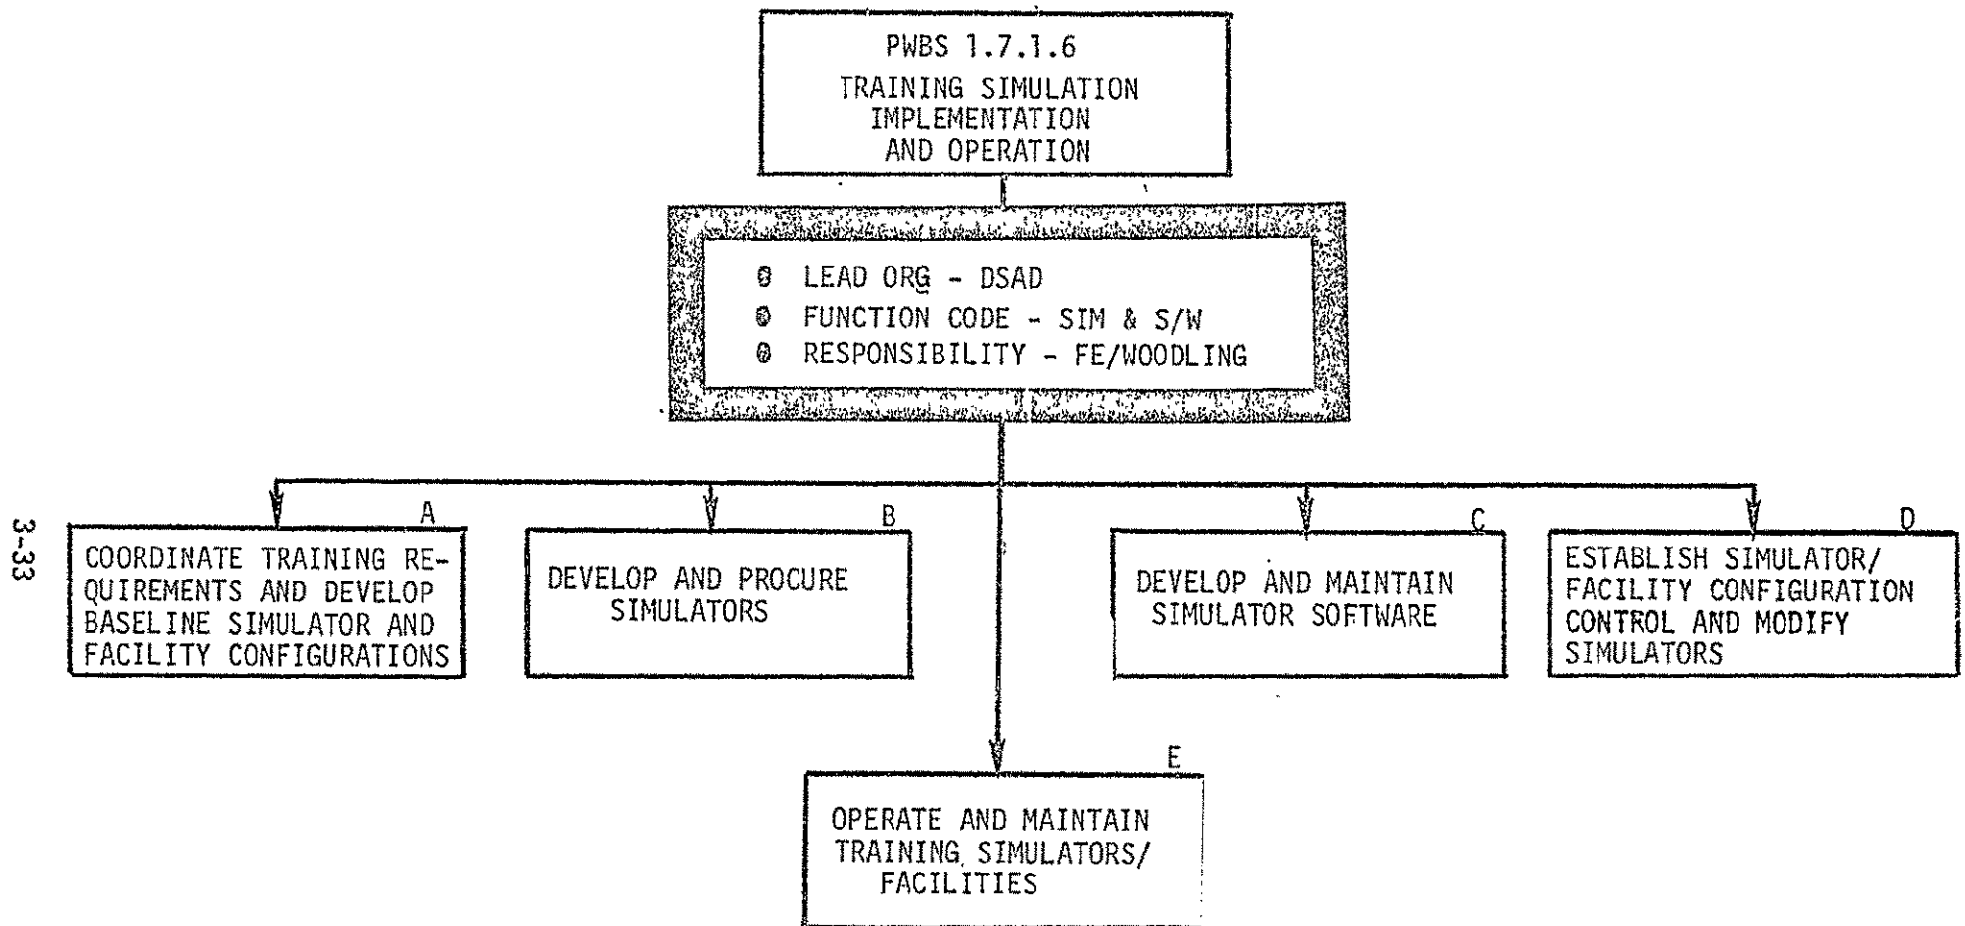 PWBS 1.7.1.6
TRAINING SIMULATION
IMPLEMENTATION
AND OPERATION
● LEAD ORG - DSAD
● FUNCTION CODE - SIM & S/W
● RESPONSIBILITY - FE/WOODLING
A
COORDINATE TRAINING RE-
QUIREMENTS AND DEVELOP
BASELINE SIMULATOR AND
FACILITY CONFIGURATIONS
B
DEVELOP AND PROCURE
SIMULATORS
C
DEVELOP AND MAINTAIN
SIMULATOR SOFTWARE
D
ESTABLISH SIMULATOR/
FACILITY CONFIGURATION
CONTROL AND MODIFY
SIMULATORS
E
OPERATE AND MAINTAIN
TRAINING SIMULATORS/
FACILITIES
3-33